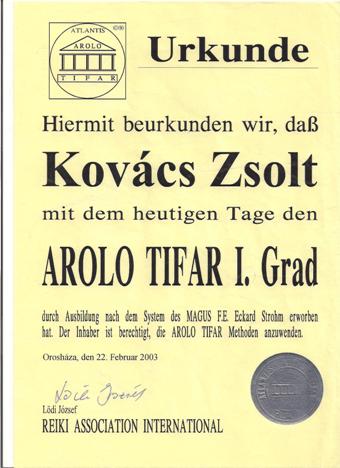 ATLANTIS
©/®
AROLO
TIFAR
Urkunde
Hiermit beurkunden wir, daß
Kovács Zsolt
mit dem heutigen Tage den
AROLO TIFAR I. Grad
durch Ausbildung nach dem System des MAGUS F.E. Eckard Strohm erworben
hat. Der Inhaber ist berechtigt, die AROLO TIFAR Methoden anzuwenden.
Orosháza, den 22. Februar 2003
Lódi József
REIKI ASSOCIATION INTERNATIONAL